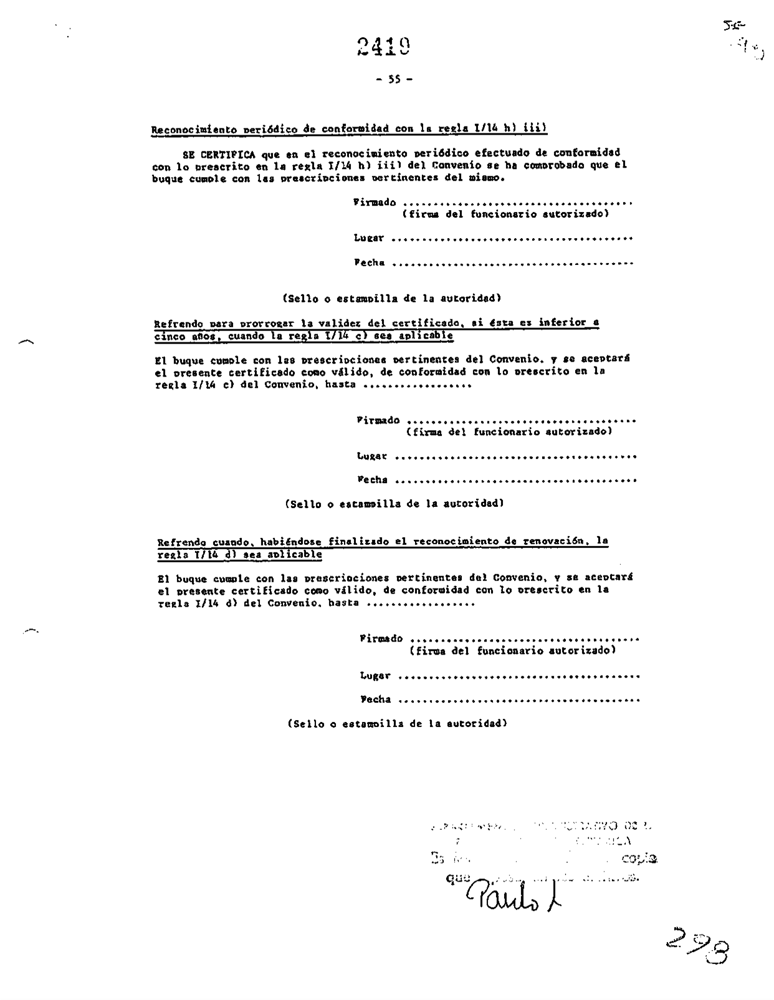 2419
- 55 -
Reconocimiento periódico de conformidad con la regla I/14 h) iii)
SE CERTIFICA que en el reconocimiento periódico efectuado de conformidad
con lo prescrito en la regla I/14 h) iii) del Convenio se ha comprobado que el
buque cumple con las prescripciones pertinentes del mismo.
Firmado .....................................
(firma del funcionario autorizado)
Lugar .......................................
Fecha .......................................
(Sello o estampilla de la autoridad)
Refrendo para prorrogar la validez del certificado, si ésta es inferior a
cinco años, cuando la regla I/14 c) sea aplicable
El buque cumple con las prescripciones pertinentes del Convenio, y se aceptará
el presente certificado como válido, de conformidad con lo prescrito en la
regla I/14 c) del Convenio, hasta ..................
Firmado .....................................
(firma del funcionario autorizado)
Lugar .......................................
Fecha .......................................
(Sello o estampilla de la autoridad)
Refrendo cuando, habiéndose finalizado el reconocimiento de renovación, la
regla I/14 d) sea aplicable
El buque cumple con las prescripciones pertinentes del Convenio, y se aceptará
el presente certificado como válido, de conformidad con lo prescrito en la
regla I/14 d) del Convenio, hasta ..................
Firmado .....................................
(firma del funcionario autorizado)
Lugar .......................................
Fecha .......................................
(Sello o estampilla de la autoridad)
Es copia
que
298